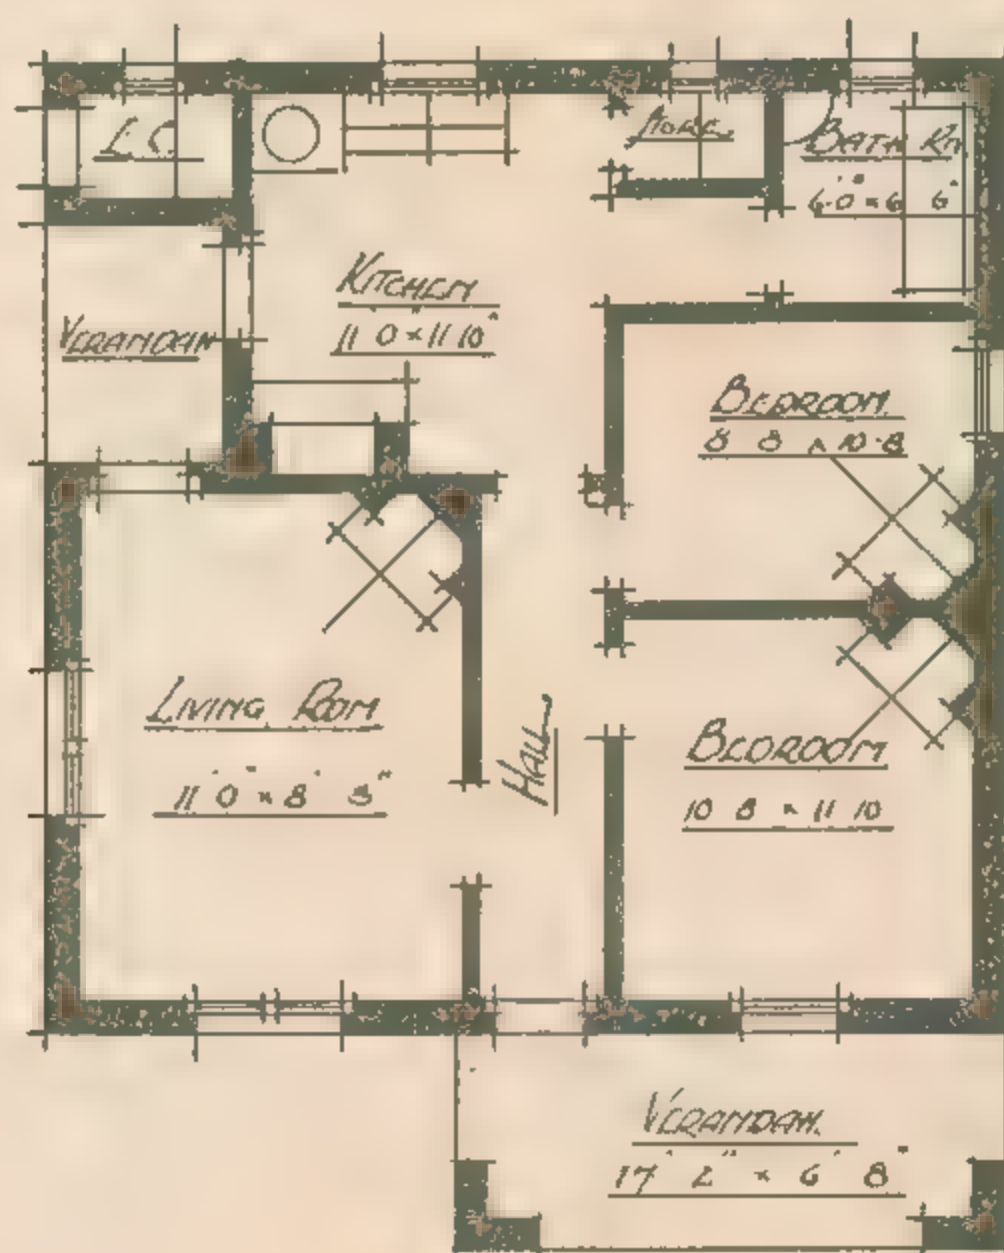 E.C.
STORE
BATH RM
6'-0" × 6' 6"
KITCHEN
11' 0" × 11' 10"
VERANDAH
BEDROOM
8' 8 × 10·8
LIVING ROOM
11' 0" × 8' 3"
HALL
BEDROOM
10 8 × 11 10
VERANDAH
17' 2" × 6' 8"